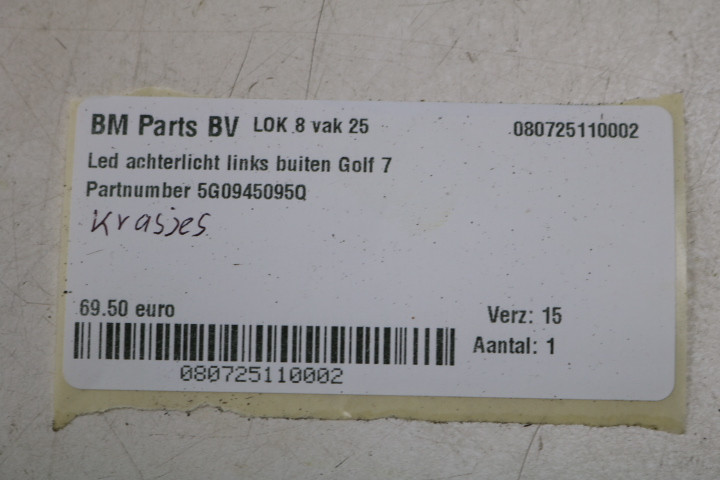 BM Parts BV LOK 8 vak 25 080725110002
Led achterlicht links buiten Golf 7
Partnumber 5G0945095Q
Krasjes
69.50 euro Verz: 15
Aantal: 1
080725110002